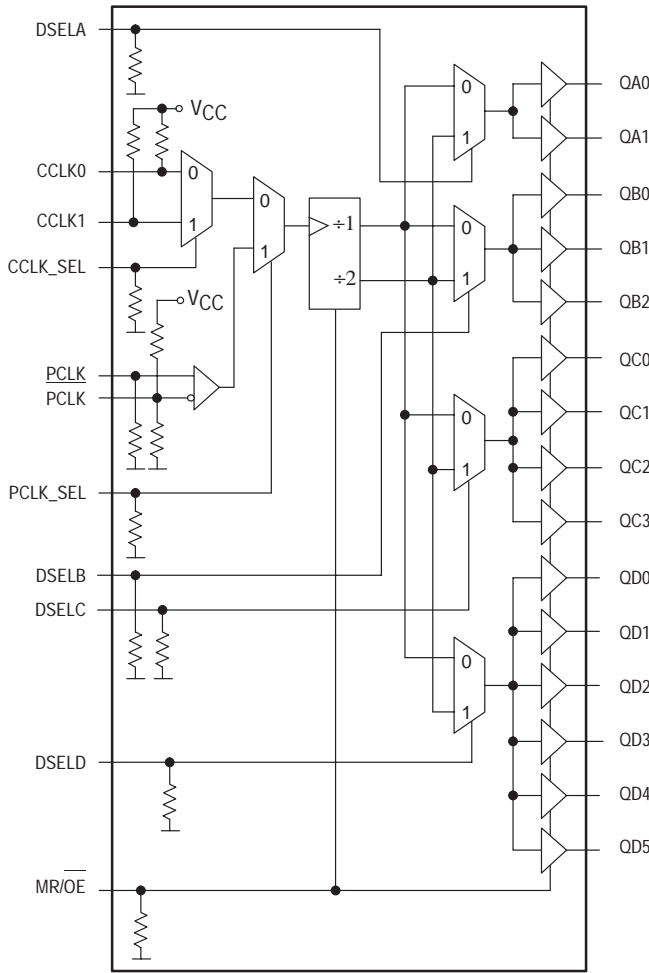 DSELA
CCLK0
CCLK1
CCLK_SEL
PCLK
P̅C̅L̅K̅
PCLK_SEL
DSELB
DSELC
DSELD
MR/O̅E̅
VCC
0
1
VCC
0
1
÷1
÷2
0
1
0
1
0
1
0
1
QA0
QA1
QB0
QB1
QB2
QC0
QC1
QC2
QC3
QD0
QD1
QD2
QD3
QD4
QD5